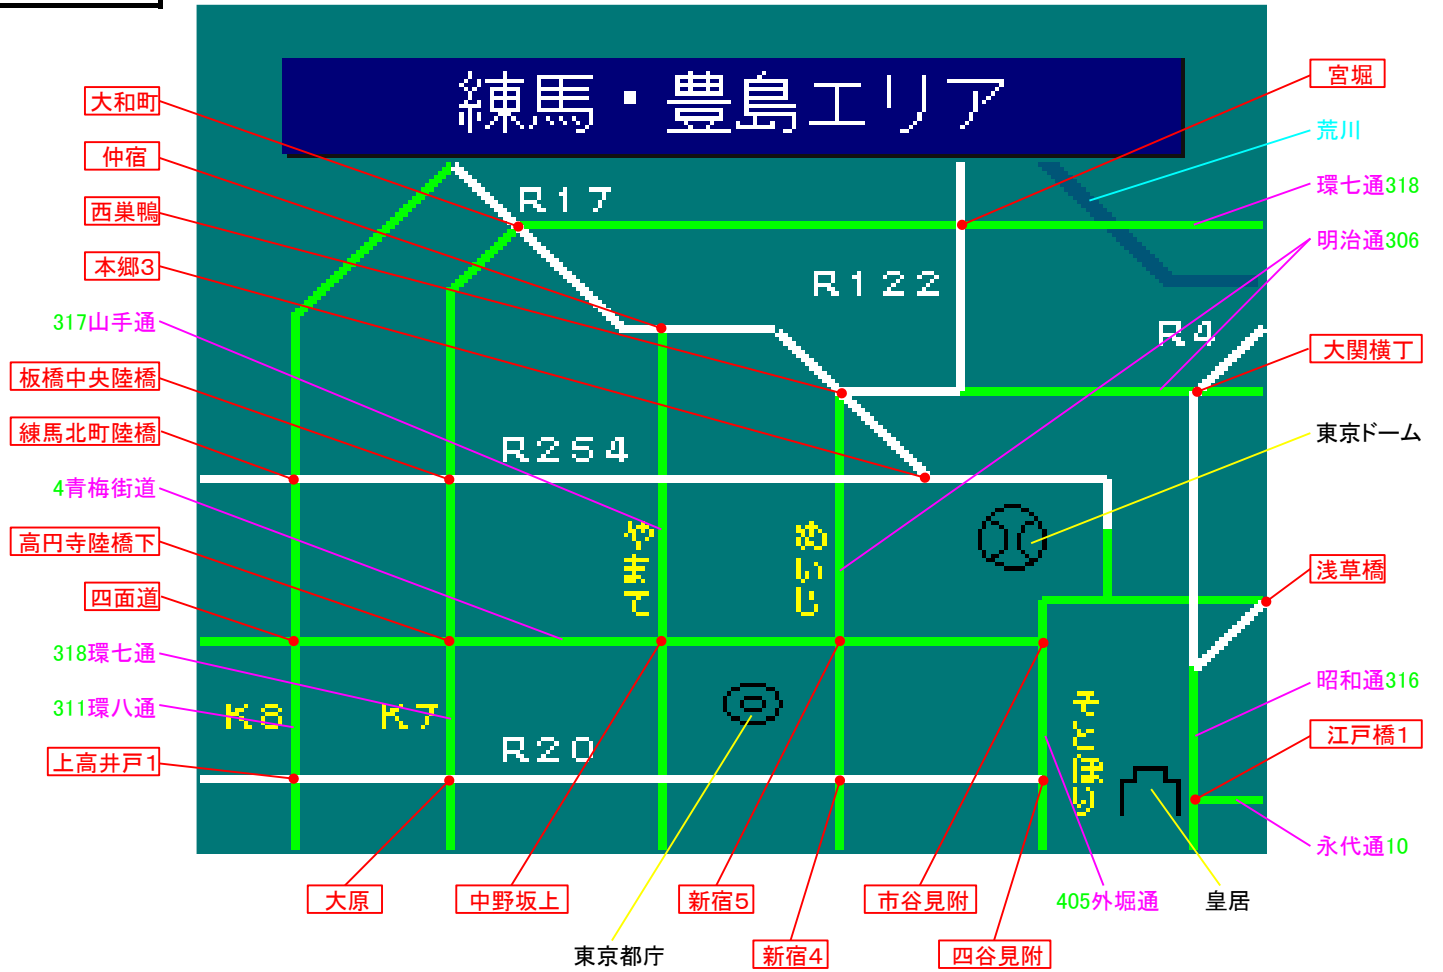 練馬・豊島エリア
大和町
仲宿
西巣鴨
本郷3
317山手通
板橋中央陸橋
練馬北町陸橋
4青梅街道
高円寺陸橋下
四面道
318環七通
311環八通
上高井戸1
宮堀
荒川
環七通318
明治通306
大関横丁
東京ドーム
浅草橋
昭和通316
江戸橋1
永代通10
R17
R122
R4
R254
やまて
めいじ
K8
K7
R20
そと堀り
大原
中野坂上
新宿5
市谷見附
405外堀通
皇居
東京都庁
新宿4
四谷見附